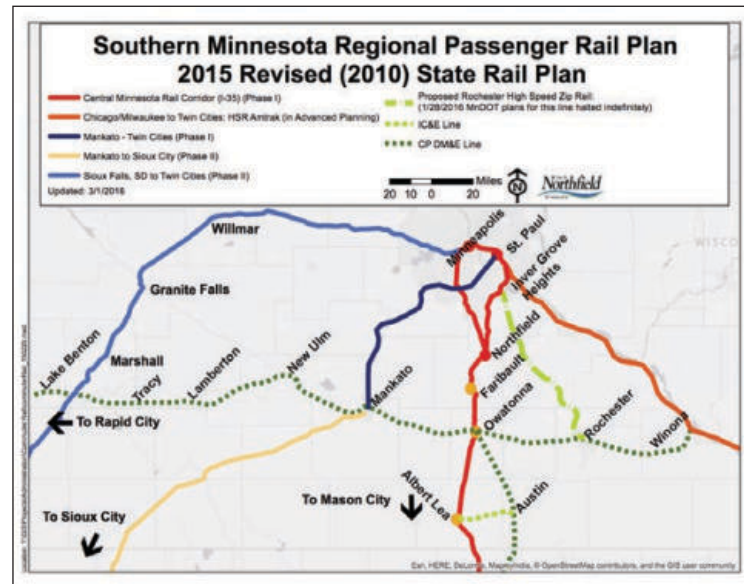 Southern Minnesota Regional Passenger Rail Plan
2015 Revised (2010) State Rail Plan
Central Minnesota Rail Corridor (I-35) (Phase I)
Chicago/Milwaukee to Twin Cities: HSR Amtrak (in Advanced Planning)
Mankato - Twin Cities (Phase I)
Mankato to Sioux City (Phase II)
Sioux Falls, SD to Twin Cities (Phase II)
Updated: 3/1/2016
Proposed Rochester High Speed Zip Rail:
(1/28/2016 MnDOT plans for this line halted indefinitely)
IC&E Line
CP DM&E Line
Miles
20 10 0 20
N
Northfield
Minneapolis
St. Paul
WISCO
Willmar
Inver Grove
Heights
Granite Falls
Northfield
Lake Benton
Marshall
Tracy
Lamberton
New Ulm
Mankato
Faribault
Owatonna
Rochester
Winona
To Rapid City
To Sioux City
To Mason City
Albert Lea
Austin
Esri, HERE, DeLorme, MapmyIndia, © OpenStreetMap contributors, and the GIS user community